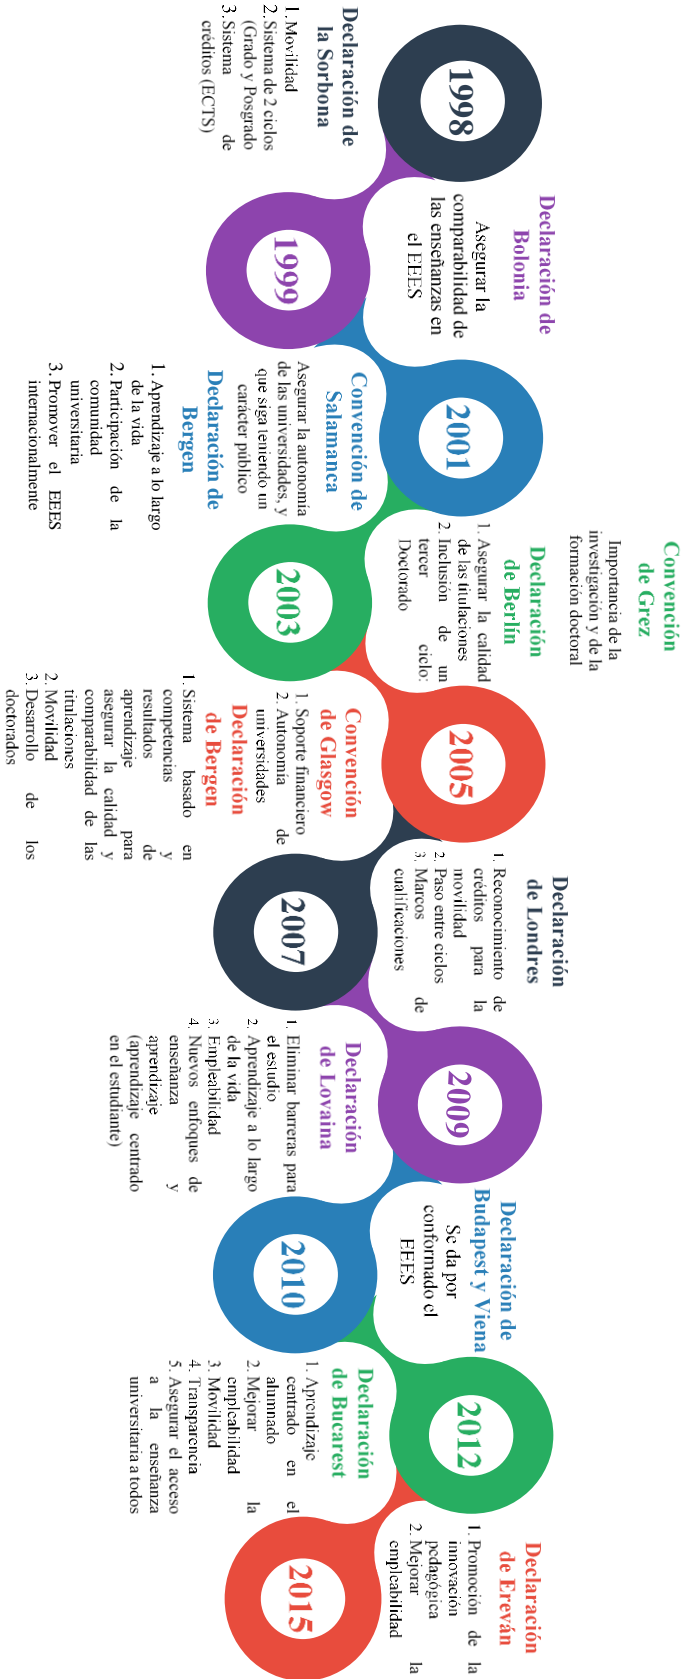 1998
Declaración de
la Sorbona
1. Movilidad
2. Sistema de 2 ciclos
(Grado y Posgrado
3. Sistema de
créditos (ECTS)
Declaración de
Bolonia
Asegurar la
comparabilidad de
las enseñanzas en
el EEES
1999
2001
Convención de
Salamanca
Asegurar la autonomía
de las universidades, y
que siga teniendo un
carácter público
Declaración de
Bergen
1. Aprendizaje a lo largo
de la vida
2. Participación de la
comunidad
universitaria
3. Promover el EEES
internacionalmente
Convención
de Grez
Importancia de la
investigación y de la
formación doctoral
Declaración
de Berlín
1. Asegurar la calidad
de las titulaciones
2. Inclusión de un
tercer ciclo:
Doctorado
2003
2005
Convención
de Glasgow
1. Soporte financiero
2. Autonomía de
universidades
Declaración
de Bergen
1. Sistema basado en
competencias y
resultados de
aprendizaje para
asegurar la calidad y
comparabilidad de las
titulaciones
2. Movilidad
3. Desarrollo de los
doctorados
Declaración
de Londres
1. Reconocimiento de
créditos para la
movilidad
2. Paso entre ciclos
3. Marcos de
cualificaciones
2007
2009
Declaración
de Lovaina
1. Eliminar barreras para
el estudio
2. Aprendizaje a lo largo
de la vida
3. Empleabilidad
4. Nuevos enfoques de
enseñanza y
aprendizaje
(aprendizaje centrado
en el estudiante)
Declaración de
Budapest y Viena
Se da por
conformado el
EEES
2010
2012
Declaración
de Bucarest
1. Aprendizaje
centrado en el
alumnado
2. Mejorar la
empleabilidad
3. Movilidad
4. Transparencia
5. Asegurar el acceso
a la enseñanza
universitaria a todos
Declaración
de Ereván
1. Promoción de la
innovación
pedagógica
2. Mejorar la
empleabilidad
2015